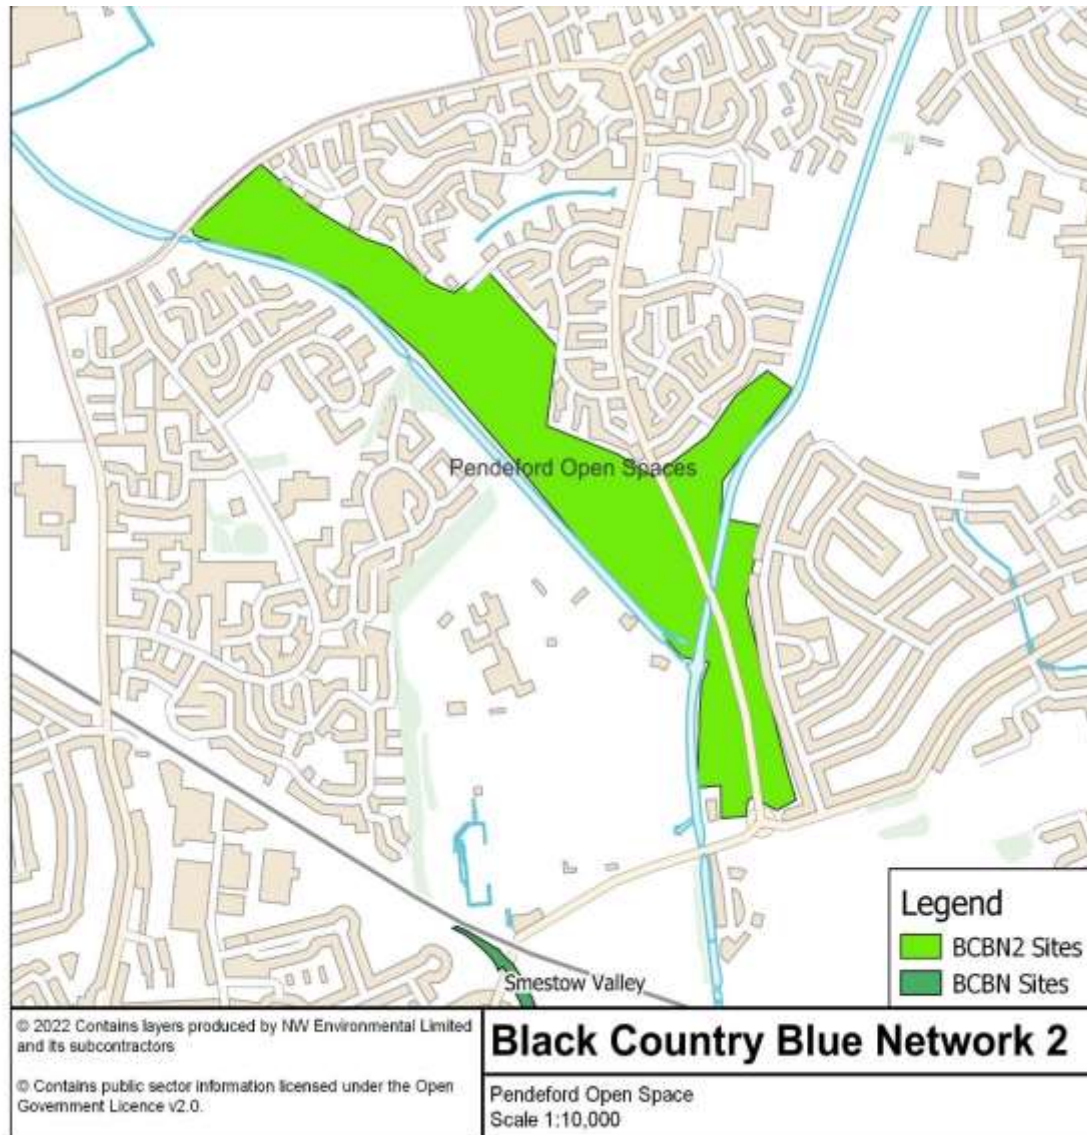 Pendeford Open Spaces
Smestow Valley
Legend
BCBN2 Sites
BCBN Sites
© 2022 Contains layers produced by NW Environmental Limited
and its subcontractors
© Contains public sector information licensed under the Open
Government Licence v2.0.
Black Country Blue Network 2
Pendeford Open Space
Scale 1:10,000